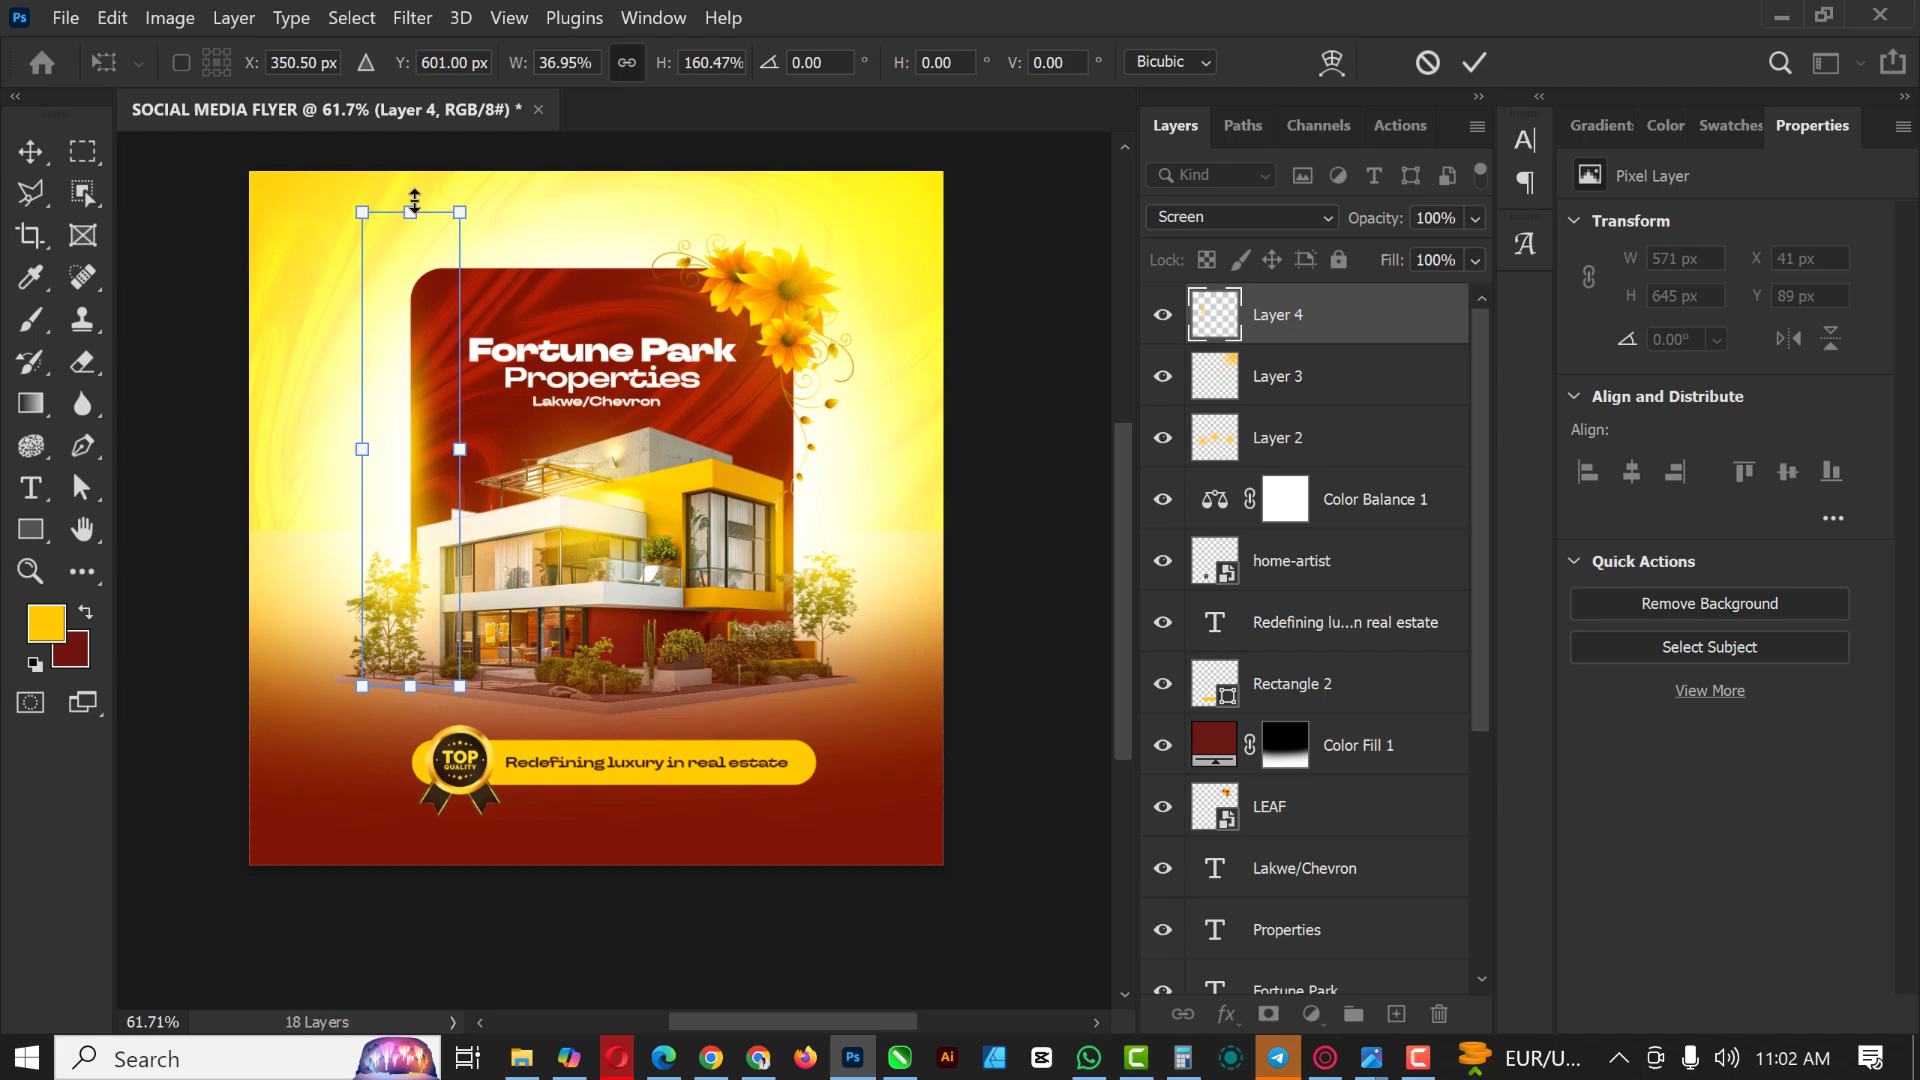 Ps File Edit Image Layer Type Select Filter 3D View Plugins Window Help
X: 350.50 px Y: 601.00 px W: 36.95% H: 160.47% 0.00 ° H: 0.00 ° V: 0.00 ° Bicubic
SOCIAL MEDIA FLYER @ 61.7% (Layer 4, RGB/8#) *
Layers Paths Channels Actions
Kind
Screen Opacity: 100%
Lock: Fill: 100%
Layer 4
Layer 3
Layer 2
Color Balance 1
home-artist
Redefining lu...n real estate
Rectangle 2
Color Fill 1
LEAF
Lakwe/Chevron
Properties
Fortune Park
Gradient Color Swatches Properties
Pixel Layer
Transform
W 571 px X 41 px
H 645 px Y 89 px
0.00°
Align and Distribute
Align:
Quick Actions
Remove Background
Select Subject
View More
Fortune Park
Properties
Lakwe/Chevron
TOP
QUALITY
Redefining luxury in real estate
61.71% 18 Layers
Search
Ps
Ai
EUR/U...
11:02 AM